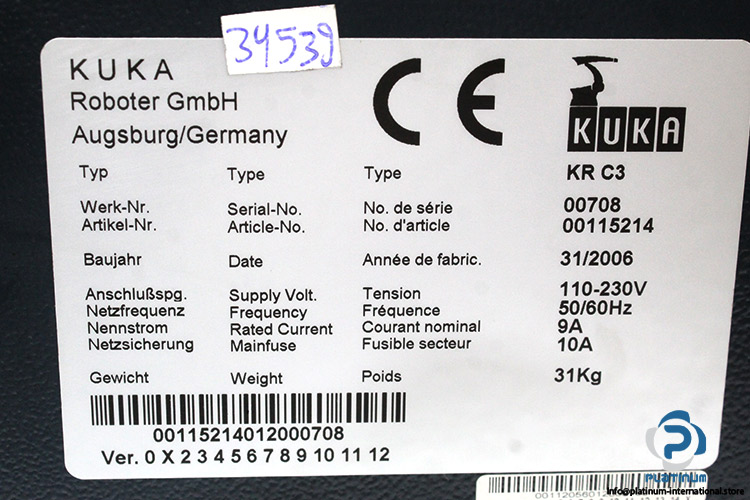 34539
KUKA
Roboter GmbH
Augsburg/Germany
CE
KUKA
Typ Type Type KR C3
Werk-Nr. Serial-No. No. de série 00708
Artikel-Nr. Article-No. No. d'article 00115214
Baujahr Date Année de fabric. 31/2006
Anschlußspg. Supply Volt. Tension 110-230V
Netzfrequenz Frequency Fréquence 50/60Hz
Nennstrom Rated Current Courant nominal 9A
Netzsicherung Mainfuse Fusible secteur 10A
Gewicht Weight Poids 31Kg
00115214012000708
Ver. 0 X 2 3 4 5 6 7 8 9 10 11 12
PLATINUM
info@platinum-international.store